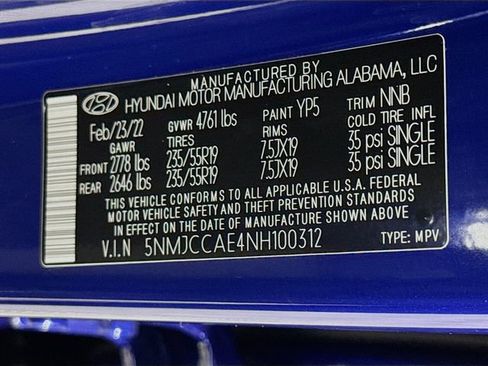 MANUFACTURED BY
HYUNDAI MOTOR MANUFACTURING ALABAMA, LLC
Feb/23/22 GVWR 4761 lbs PAINT YP5 TRIM NNB
GAWR TIRES RIMS COLD TIRE INFL
FRONT 2778 lbs 235/55R19 7.5JX19 35 psi SINGLE
REAR 2646 lbs 235/55R19 7.5JX19 35 psi SINGLE
THIS VEHICLE CONFORMS TO ALL APPLICABLE U.S.A. FEDERAL
MOTOR VEHICLE SAFETY AND THEFT PREVENTION STANDARDS
IN EFFECT ON THE DATE OF MANUFACTURE SHOWN ABOVE
V.I.N 5NMJCCAE4NH100312 TYPE: MPV